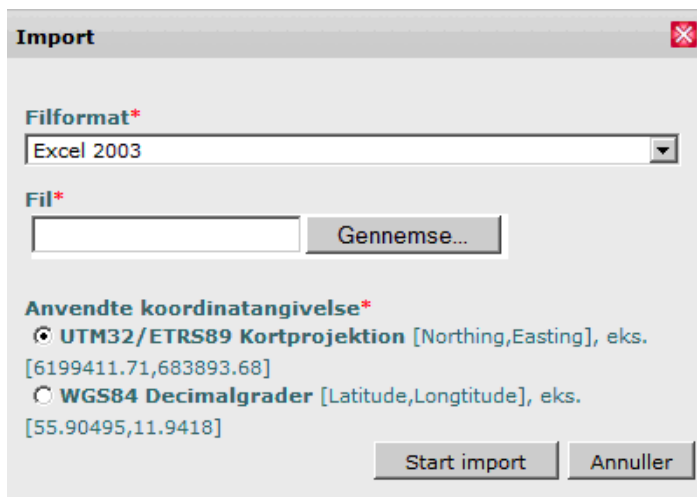 Import
Filformat*
Excel 2003
Fil*
Gennemse...
Anvendte koordinatangivelse*
UTM32/ETRS89 Kortprojektion [Northing,Easting], eks.
[6199411.71,683893.68]
WGS84 Decimalgrader [Latitude,Longtitude], eks.
[55.90495,11.9418]
Start import Annuller